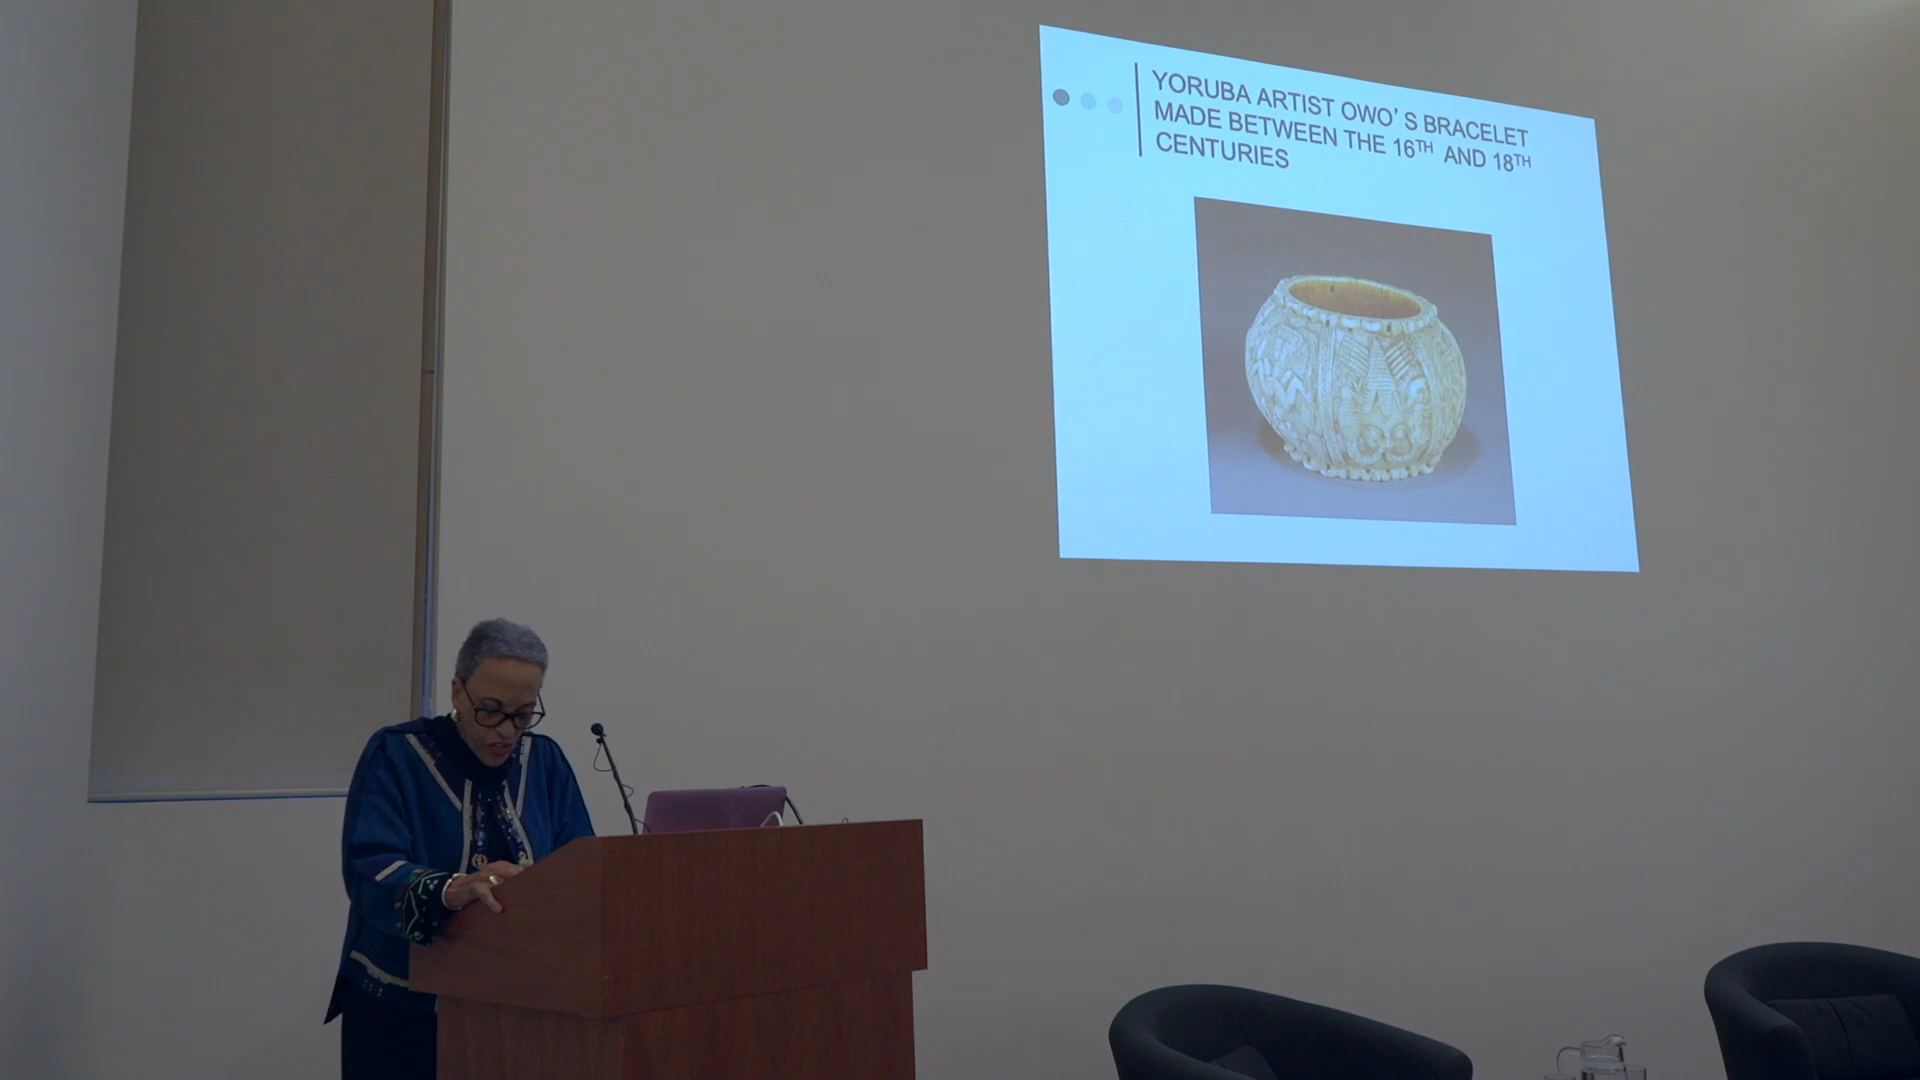 YORUBA ARTIST OWO'S BRACELET
MADE BETWEEN THE 16TH AND 18TH
CENTURIES